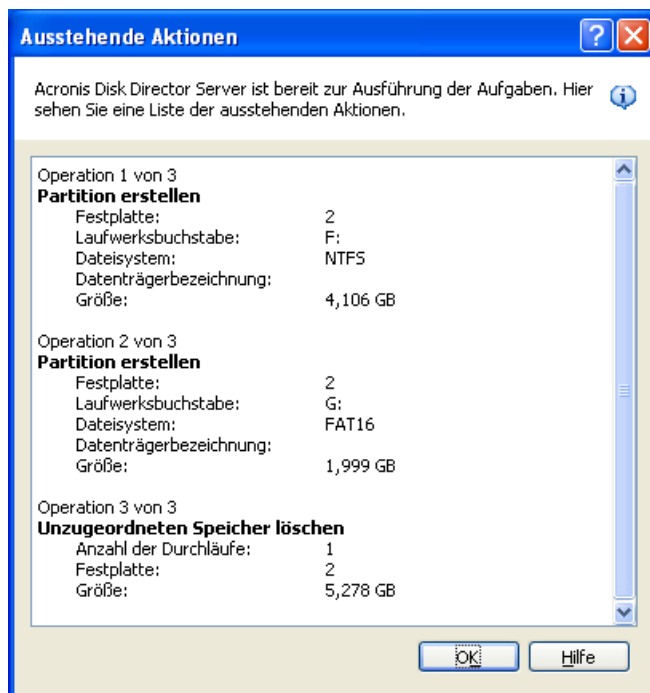 Ausstehende Aktionen
Acronis Disk Director Server ist bereit zur Ausführung der Aufgaben. Hier
sehen Sie eine Liste der ausstehenden Aktionen.
Operation 1 von 3
Partition erstellen
Festplatte: 2
Laufwerksbuchstabe: F:
Dateisystem: NTFS
Datenträgerbezeichnung:
Größe: 4,106 GB
Operation 2 von 3
Partition erstellen
Festplatte: 2
Laufwerksbuchstabe: G:
Dateisystem: FAT16
Datenträgerbezeichnung:
Größe: 1,999 GB
Operation 3 von 3
Unzugeordneten Speicher löschen
Anzahl der Durchläufe: 1
Festplatte: 2
Größe: 5,278 GB
OK Hilfe